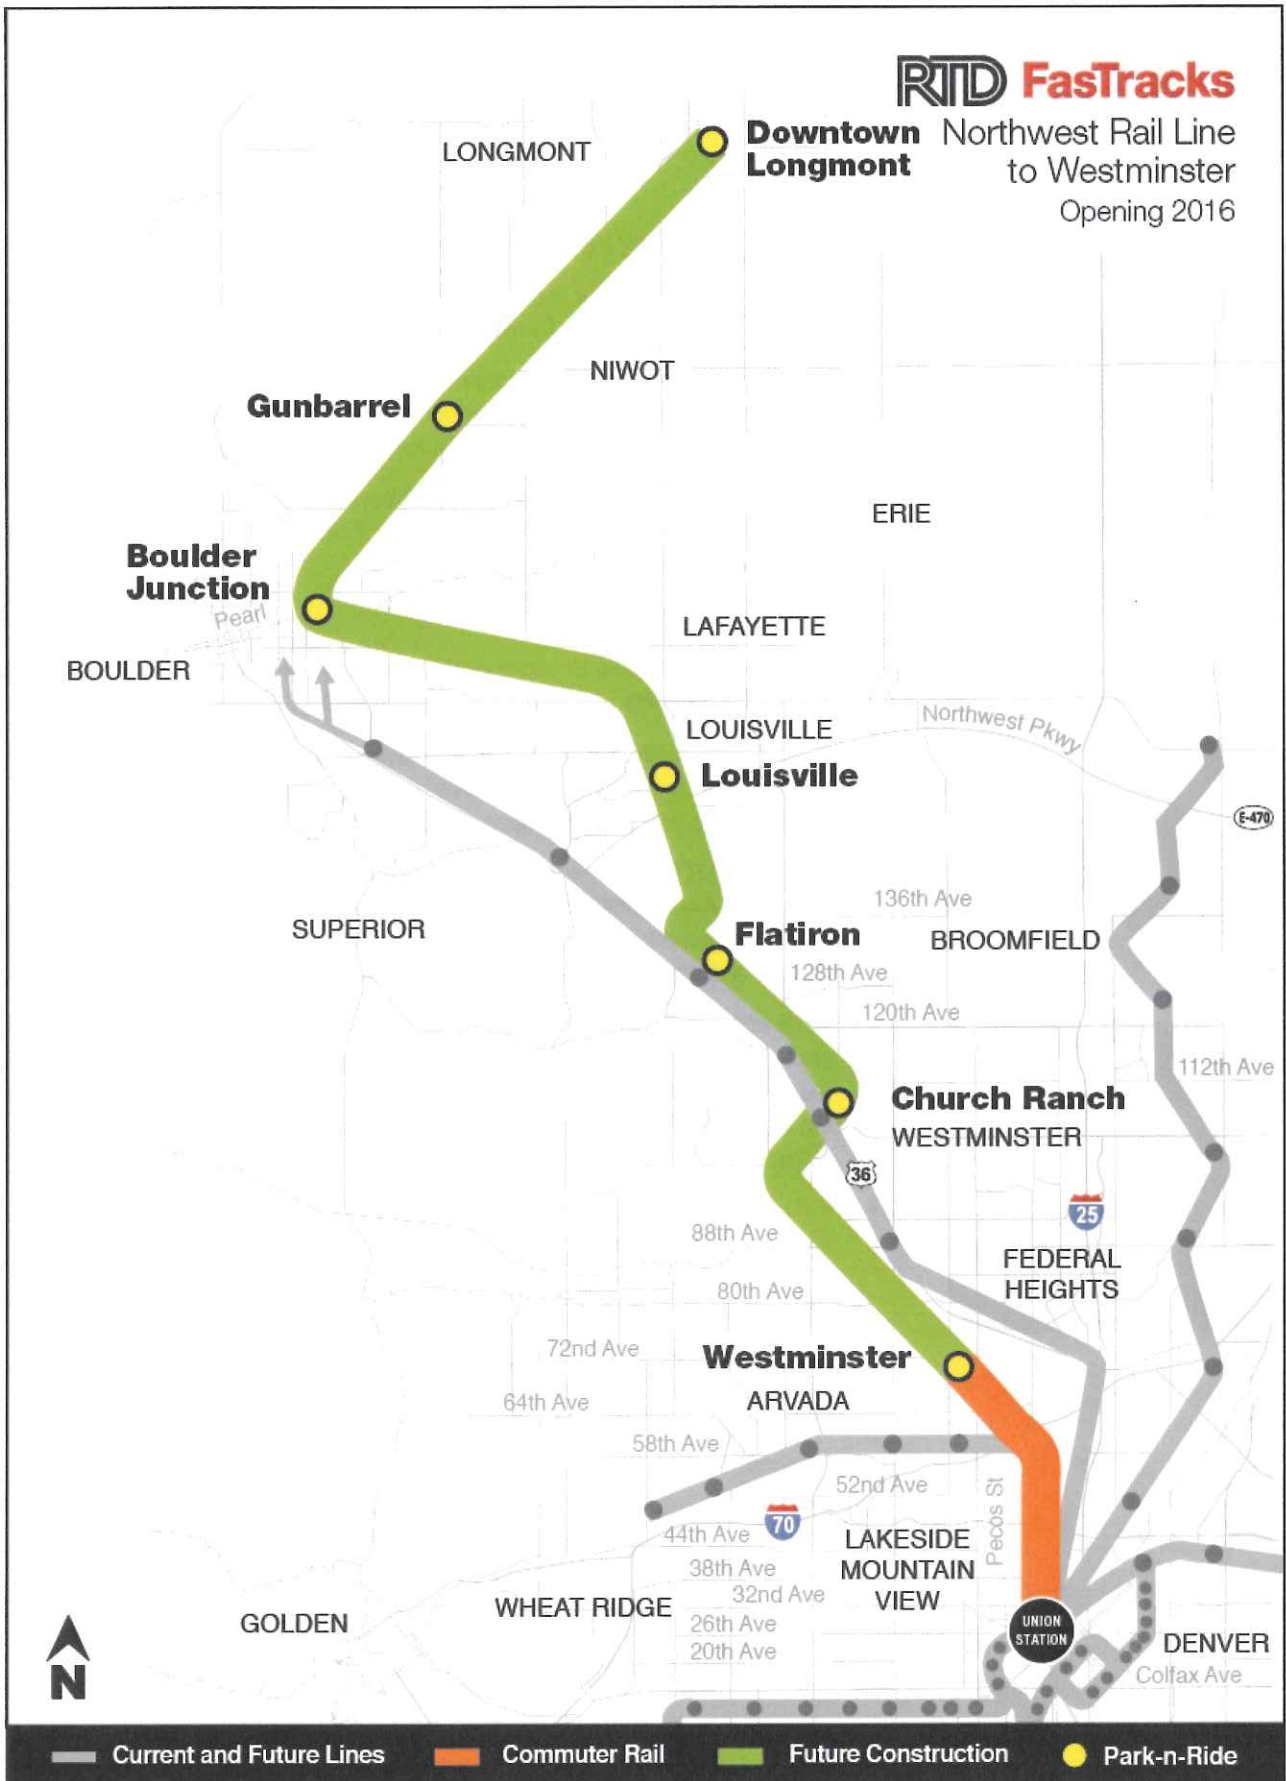 RTD FasTracks
Northwest Rail Line
to Westminster
Opening 2016
Downtown
Longmont
LONGMONT
NIWOT
Gunbarrel
ERIE
Boulder
Junction
Pearl
LAFAYETTE
BOULDER
Northwest Pkwy
LOUISVILLE
Louisville
E-470
136th Ave
SUPERIOR
Flatiron
BROOMFIELD
128th Ave
120th Ave
112th Ave
Church Ranch
WESTMINSTER
36
25
88th Ave
FEDERAL
HEIGHTS
80th Ave
72nd Ave
Westminster
64th Ave
ARVADA
58th Ave
52nd Ave
Pecos St
70
44th Ave
LAKESIDE
MOUNTAIN
VIEW
38th Ave
32nd Ave
WHEAT RIDGE
26th Ave
20th Ave
GOLDEN
UNION
STATION
DENVER
Colfax Ave
N
Current and Future Lines
Commuter Rail
Future Construction
Park-n-Ride